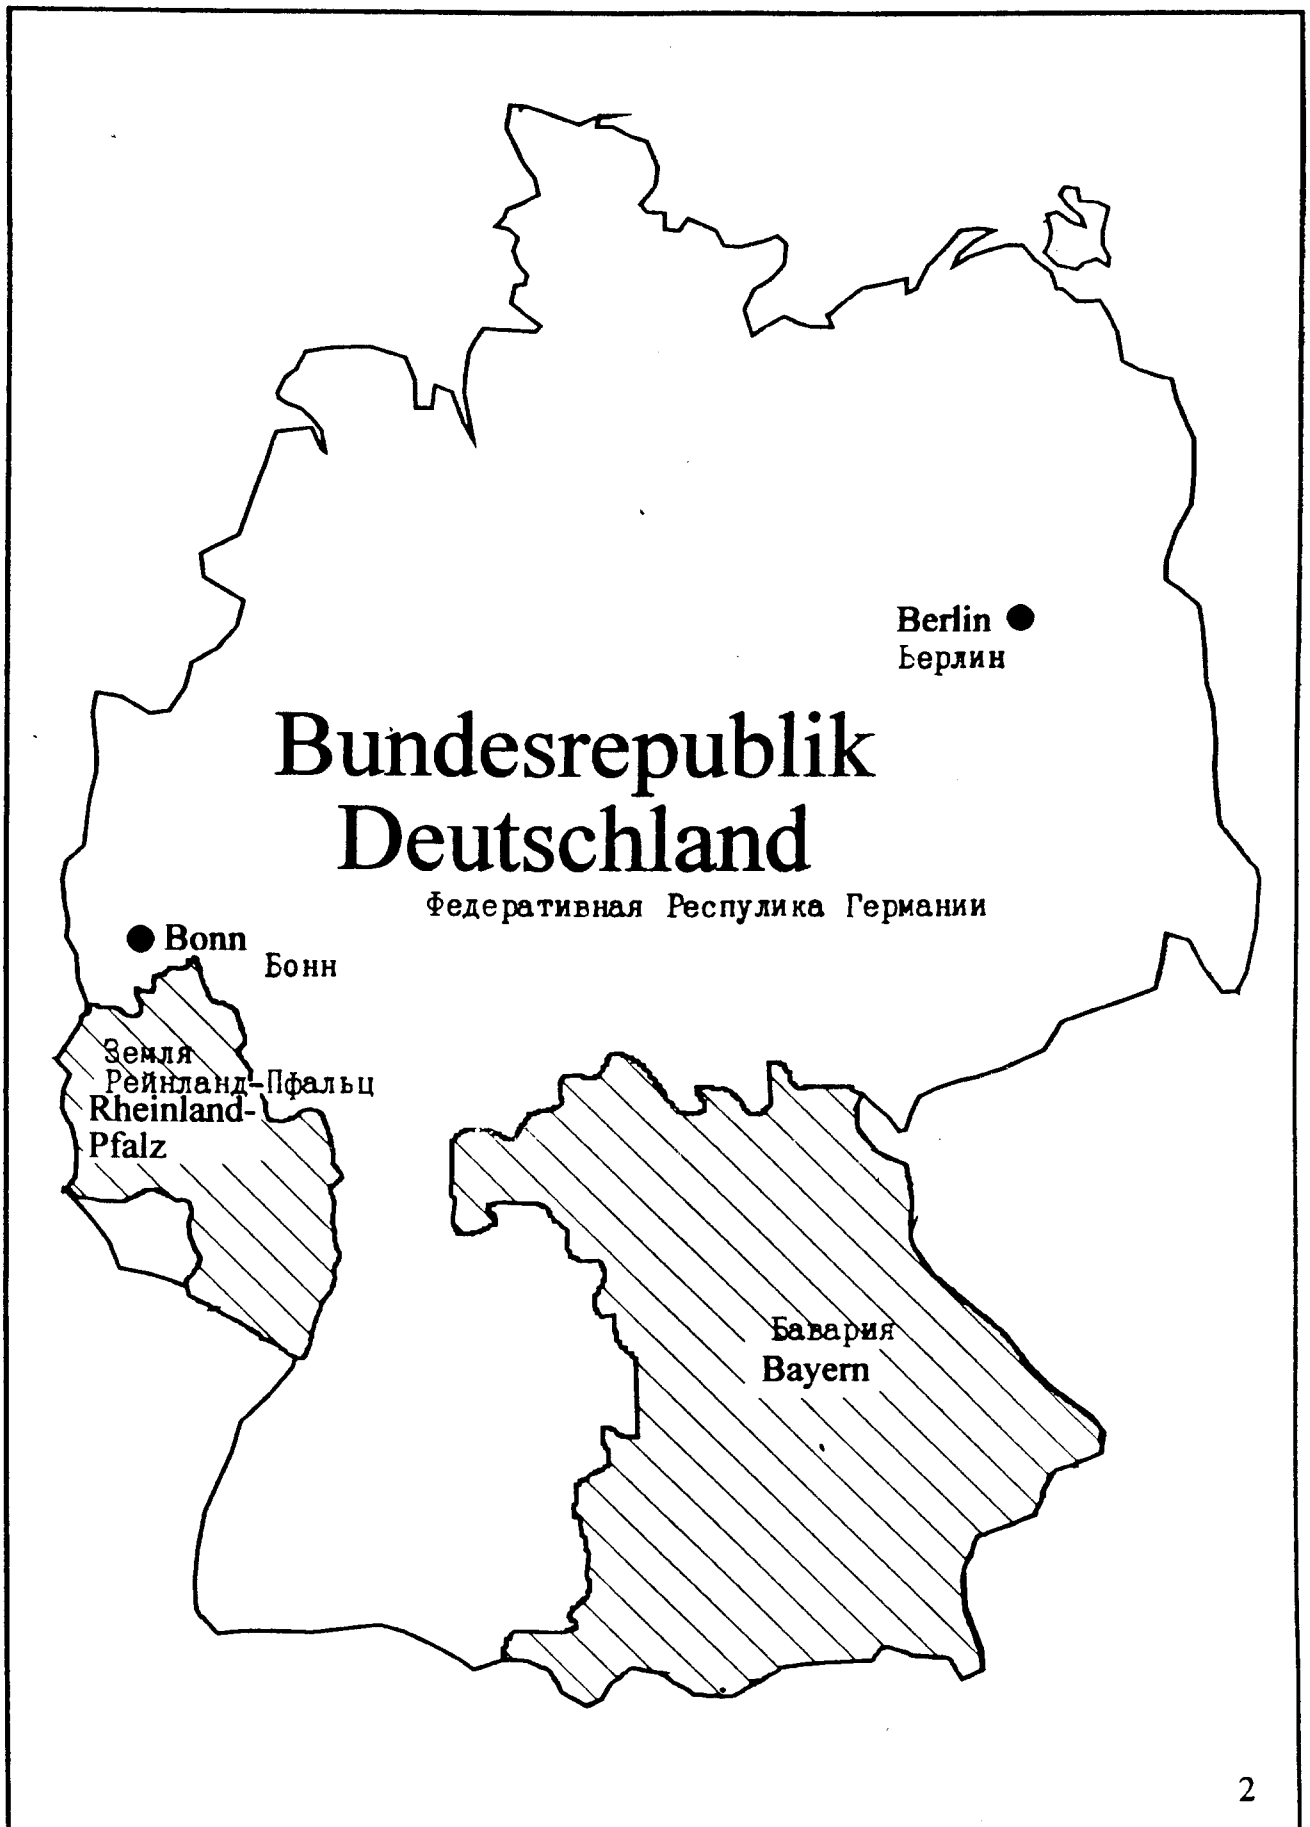 Berlin
Берлин
Bundesrepublik
Deutschland
Федеративная Респулика Германии
Bonn
Бонн
Земля
Рейнланд-Пфальц
Rheinland-
Pfalz
Бавария
Bayern
2